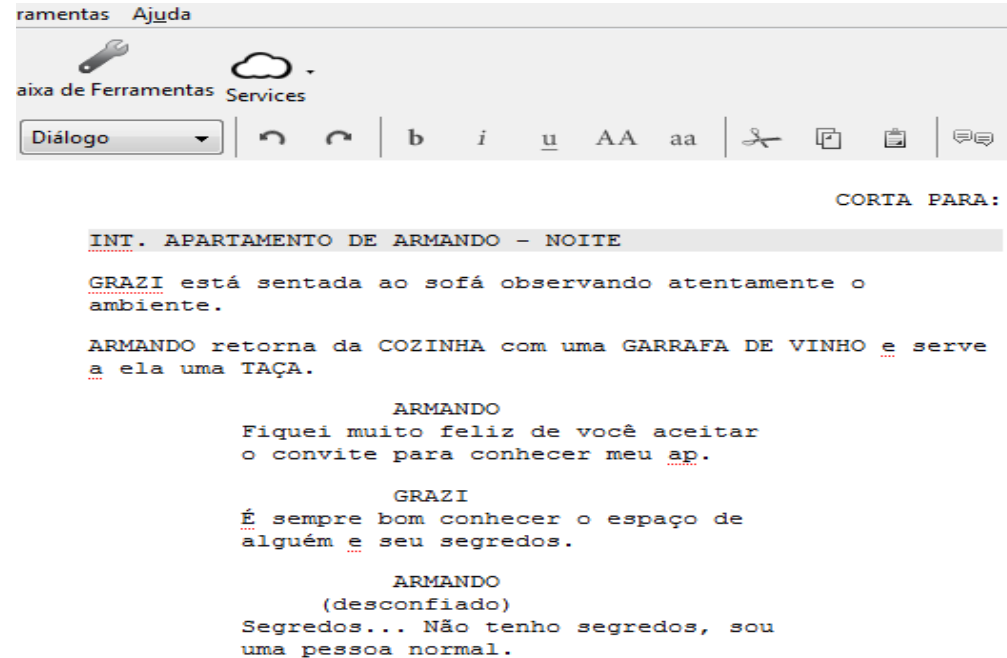 ramentas Ajuda
aixa de Ferramentas Services
Diálogo b i u AA aa
CORTA PARA:
INT. APARTAMENTO DE ARMANDO – NOITE
GRAZI está sentada ao sofá observando atentamente o
ambiente.
ARMANDO retorna da COZINHA com uma GARRAFA DE VINHO e serve
a ela uma TAÇA.
ARMANDO
Fiquei muito feliz de você aceitar
o convite para conhecer meu ap.
GRAZI
É sempre bom conhecer o espaço de
alguém e seu segredos.
ARMANDO
(desconfiado)
Segredos... Não tenho segredos, sou
uma pessoa normal.